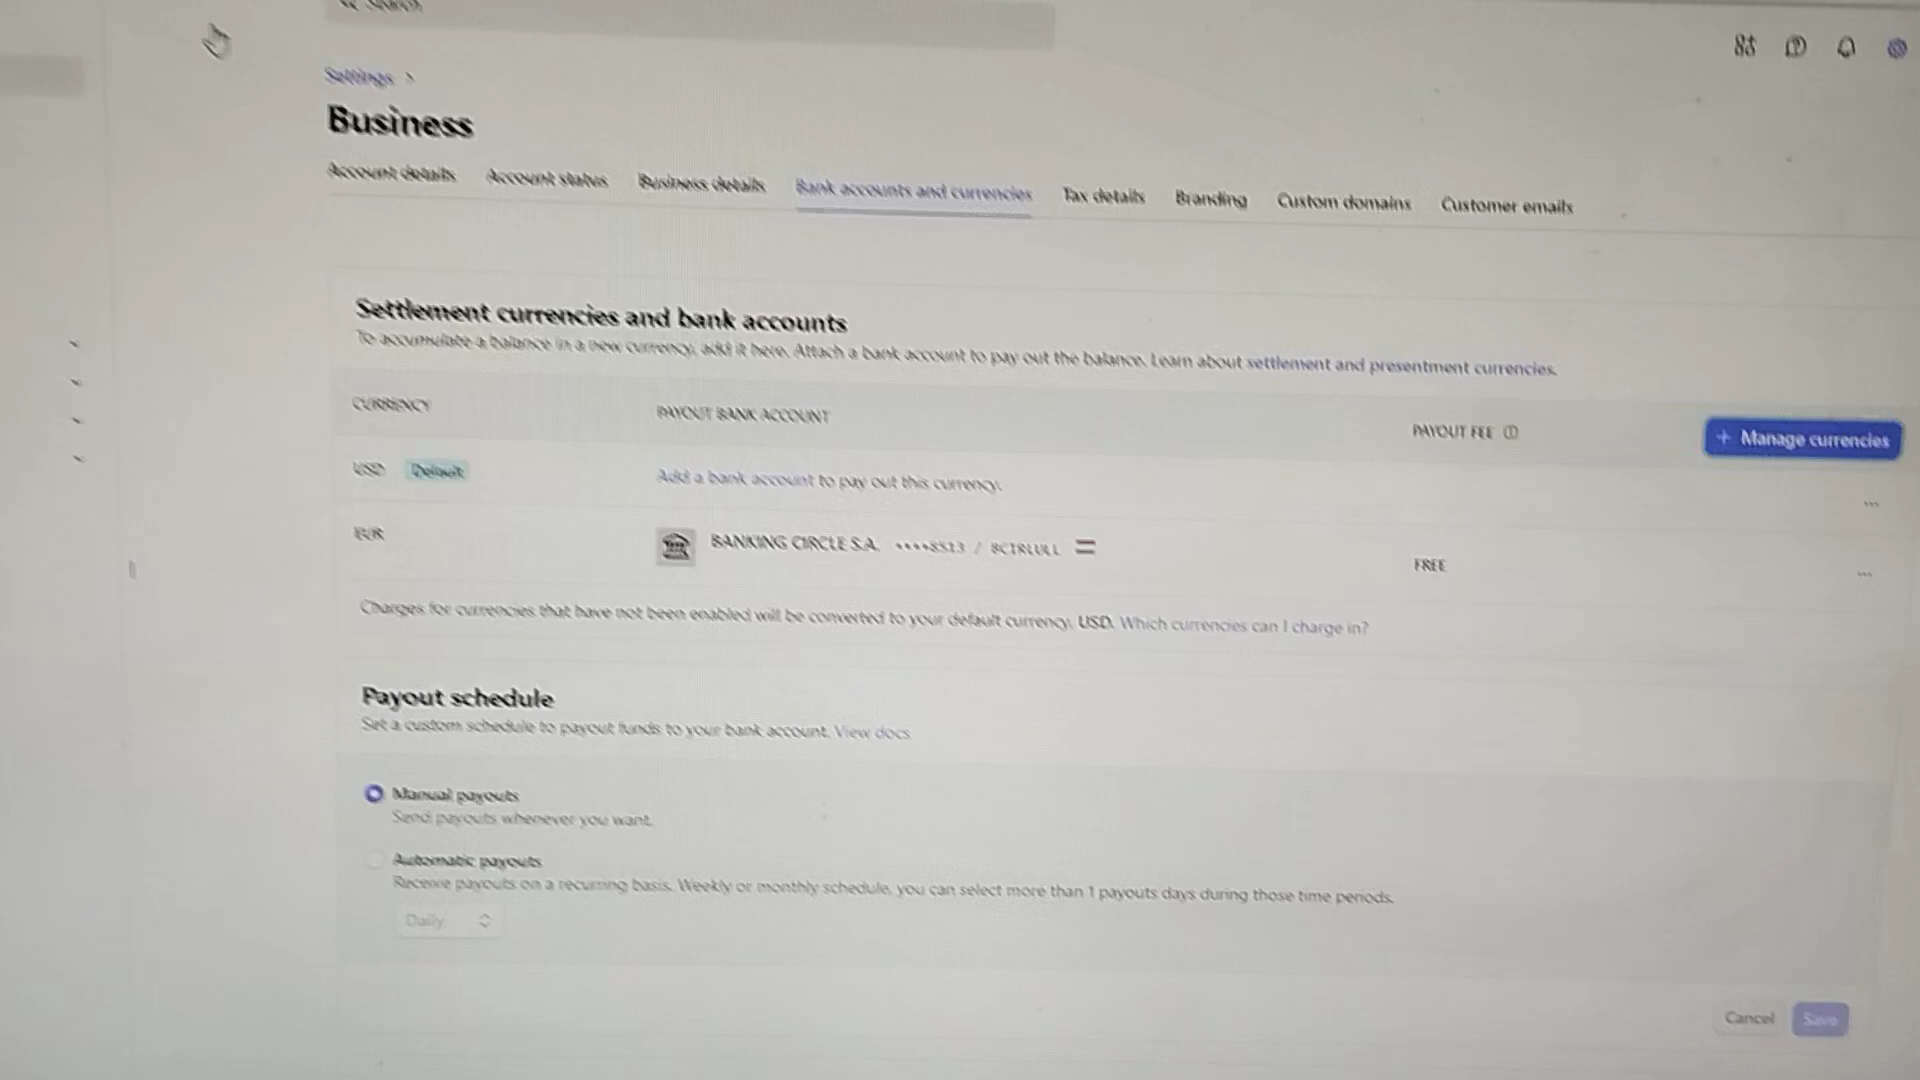 Search
Settings >
Business
Account details Account status Business details Bank accounts and currencies Tax details Branding Custom domains Customer emails
Settlement currencies and bank accounts
To accumulate a balance in a new currency, add it here. Attach a bank account to pay out the balance. Learn about settlement and presentment currencies.
CURRENCY PAYOUT BANK ACCOUNT PAYOUT FEE
+ Manage currencies
USD Default Add a bank account to pay out this currency.
EUR BANKING CIRCLE S.A. ••••8513 / BCIRLULL FREE
Charges for currencies that have not been enabled will be converted to your default currency, USD. Which currencies can I charge in?
Payout schedule
Set a custom schedule to payout funds to your bank account. View docs
Manual payouts
Send payouts whenever you want.
Automatic payouts
Receive payouts on a recurring basis. Weekly or monthly schedule, you can select more than 1 payouts days during those time periods.
Daily
Cancel Save